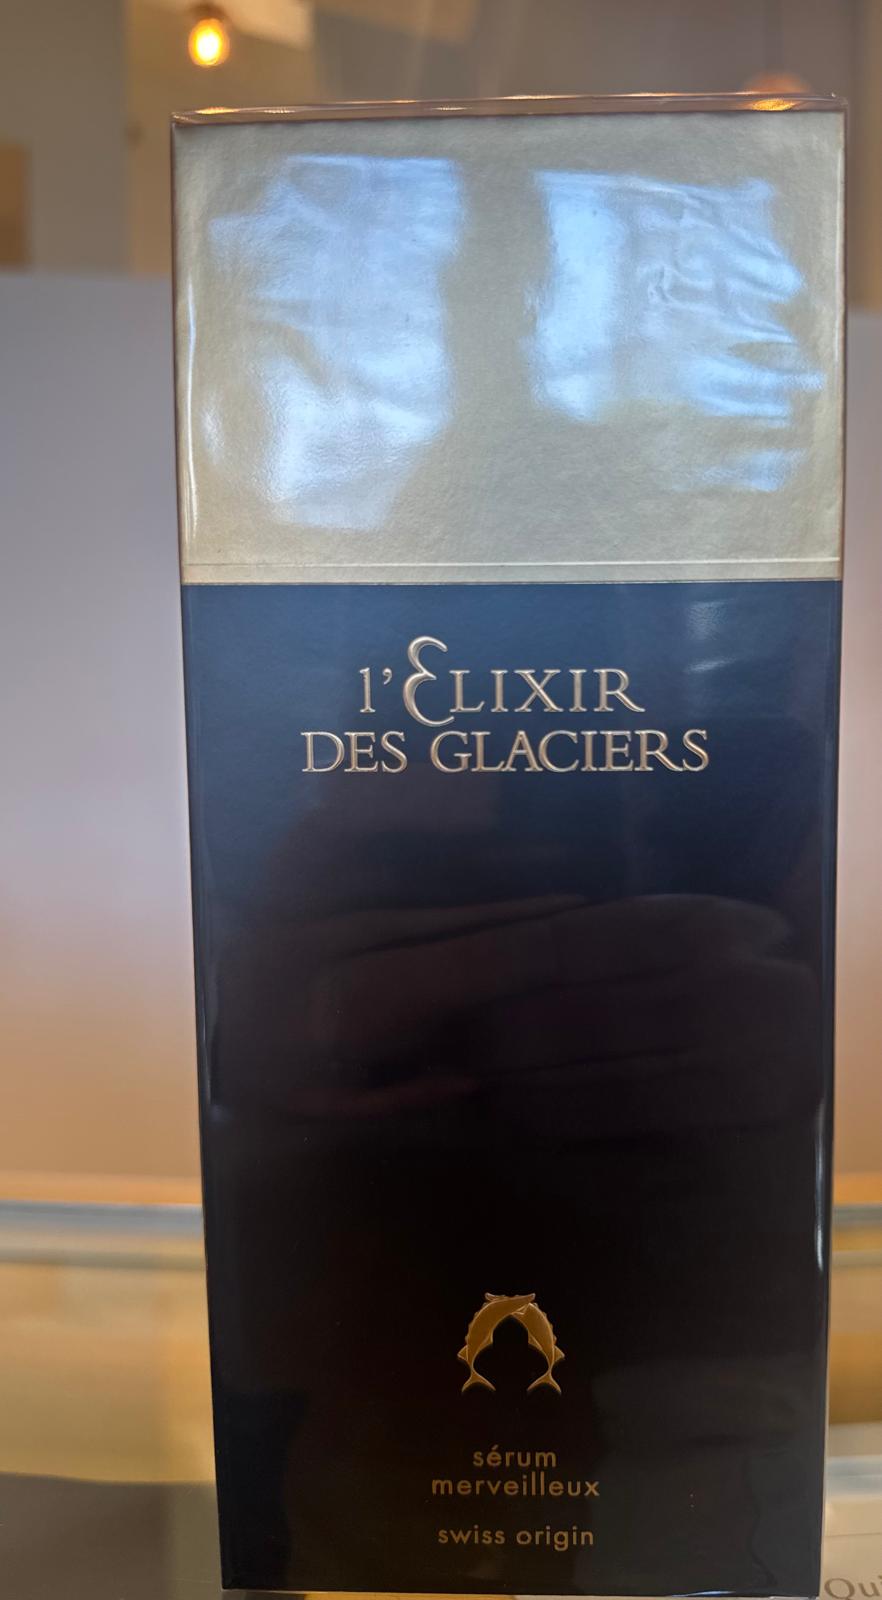 l'ELIXIR
DES GLACIERS
sérum
merveilleux
swiss origin